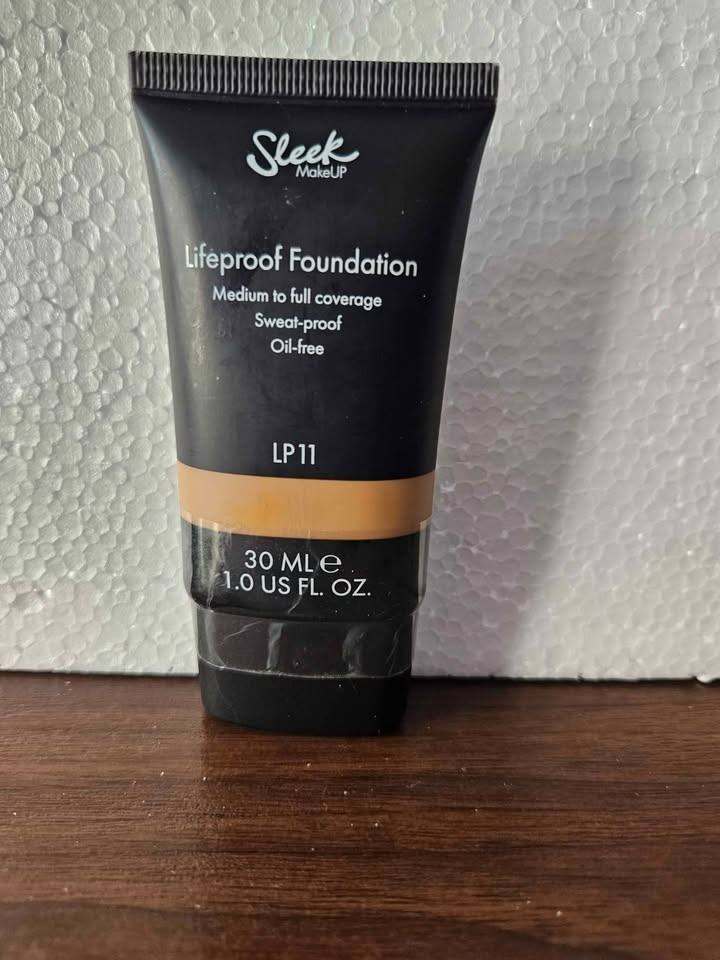 Sleek
MakeUP
Lifeproof Foundation
Medium to full coverage
Sweat-proof
Oil-free
LP11
30 ML ℮
1.0 US FL. OZ.